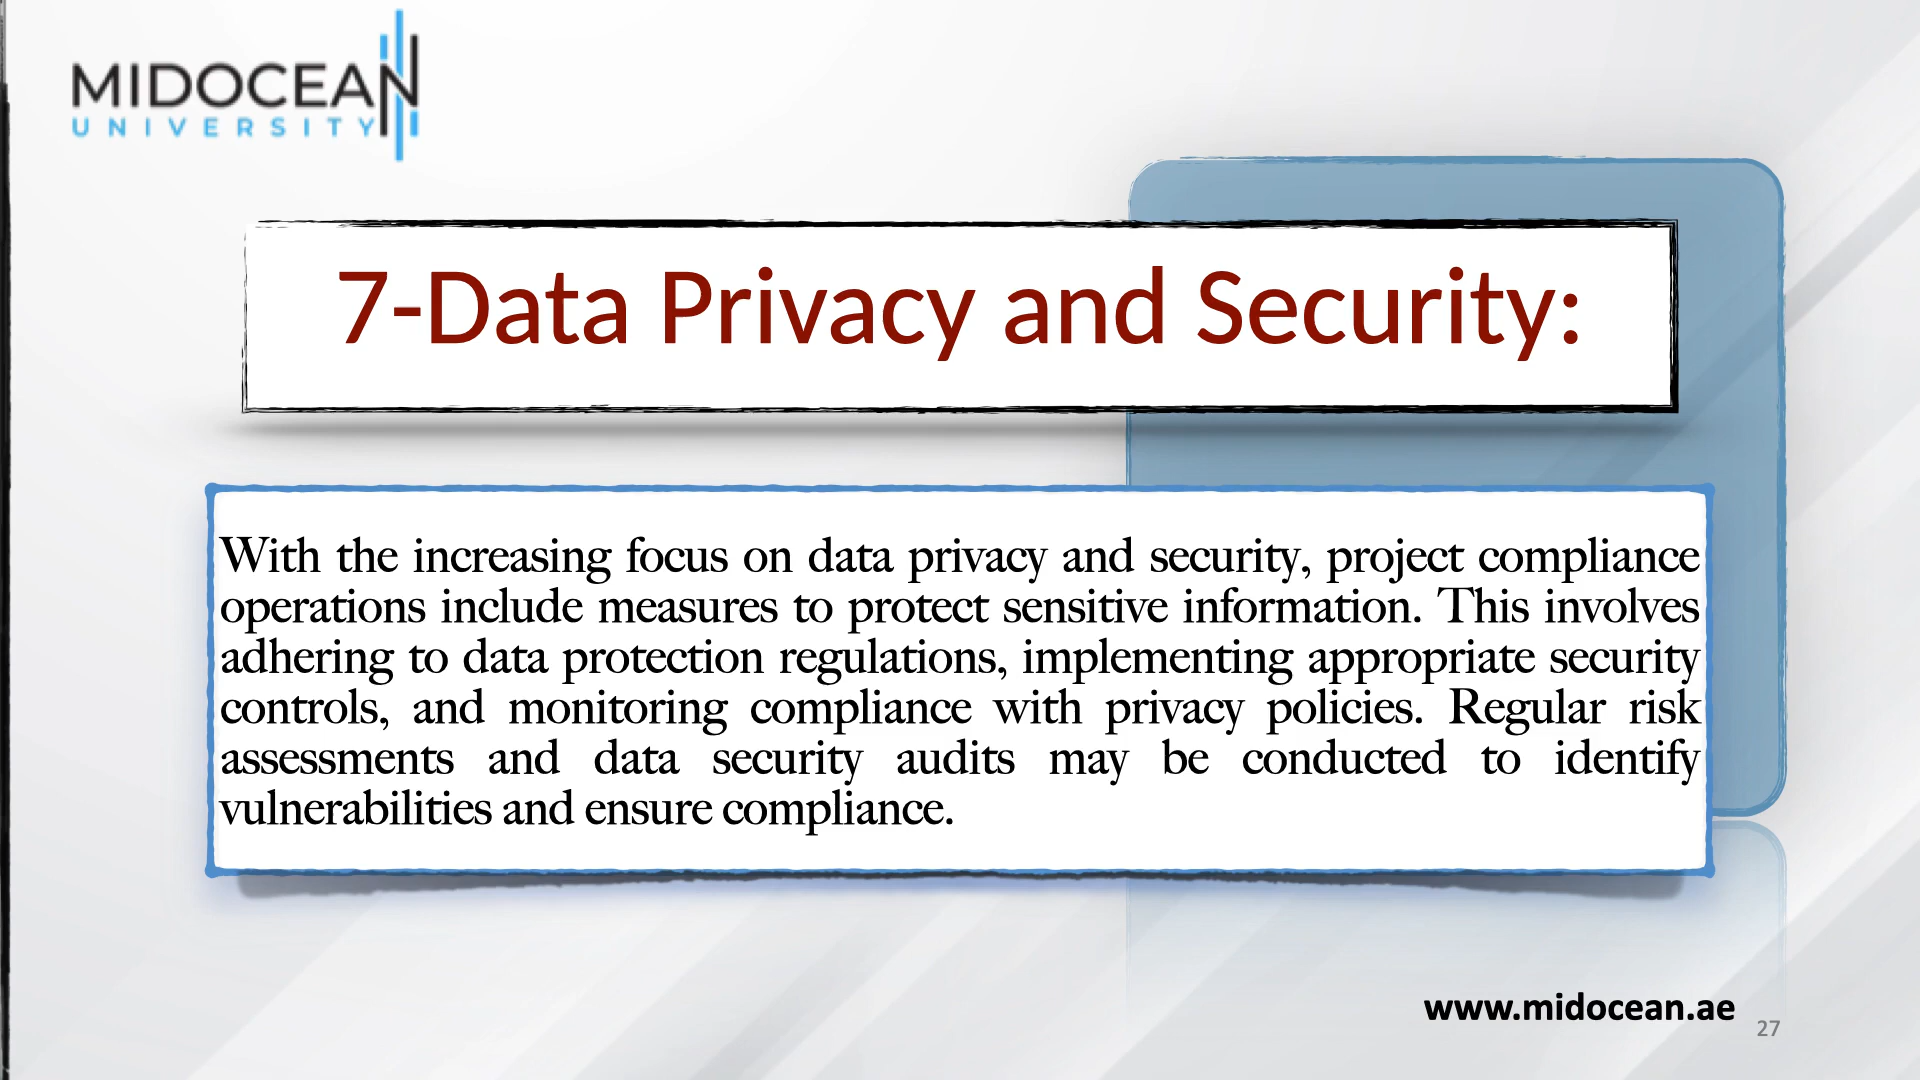 MIDOCEAN
UNIVERSITY
7-Data Privacy and Security:
With the increasing focus on data privacy and security, project compliance
operations include measures to protect sensitive information. This involves
adhering to data protection regulations, implementing appropriate security
controls, and monitoring compliance with privacy policies. Regular risk
assessments and data security audits may be conducted to identify
vulnerabilities and ensure compliance.
www.midocean.ae
27